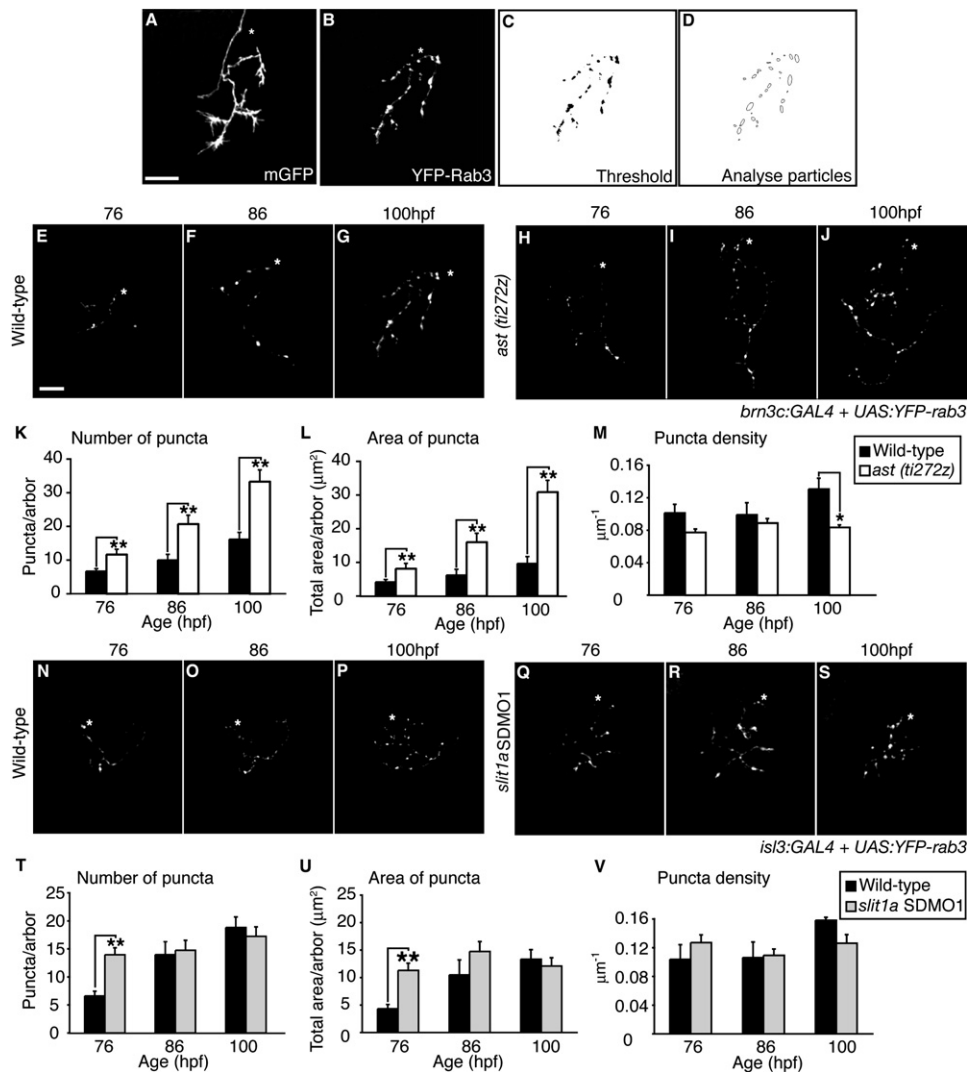 A * mGFP
B * YFP-Rab3
C Threshold
D Analyse particles
76 86 100hpf 76 86 100hpf
Wild-type
E *
F *
G *
ast (ti272z)
H *
I *
J *
brn3c:GAL4 + UAS:YFP-rab3
K Number of puncta
Puncta/arbor
40
30
20
10
0
** ** **
76 86 100
Age (hpf)
L Area of puncta
Total area/arbor (µm²)
40
30
20
10
0
** ** **
76 86 100
Age (hpf)
M Puncta density
µm⁻¹
0.16
0.12
0.08
0.04
0
*
76 86 100
Age (hpf)
Wild-type
ast (ti272z)
76 86 100hpf 76 86 100hpf
Wild-type
N *
O *
P *
slit1aSDMO1
Q *
R *
S *
isl3:GAL4 + UAS:YFP-rab3
T Number of puncta
Puncta/arbor
25
20
15
10
5
0
**
76 86 100
Age (hpf)
U Area of puncta
Total area/arbor (µm²)
25
20
15
10
5
0
**
76 86 100
Age (hpf)
V Puncta density
µm⁻¹
0.16
0.12
0.08
0.04
0
76 86 100
Age (hpf)
Wild-type
slit1a SDMO1